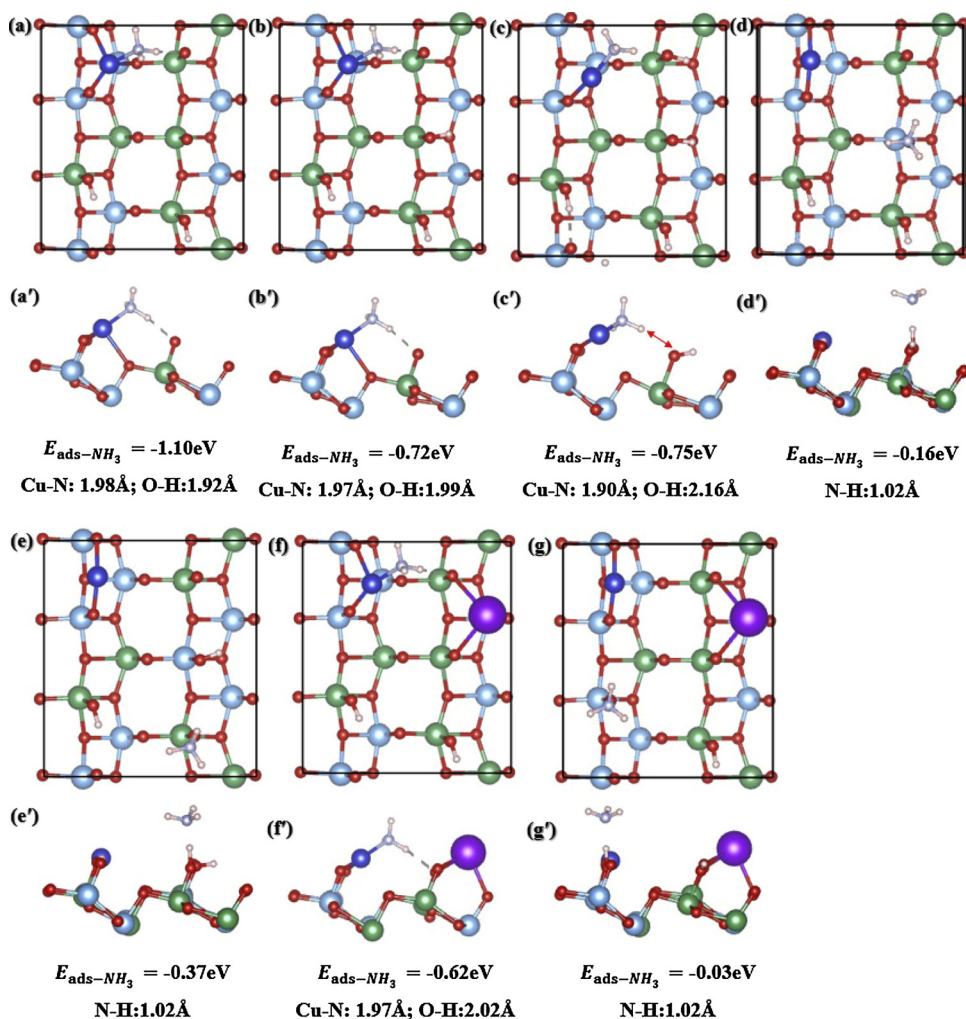 (a)
(b)
(c)
(d)
(a′)
(b′)
(c′)
(d′)
E_ads−NH₃ = -1.10eV
Cu-N: 1.98Å; O-H:1.92Å
E_ads−NH₃ = -0.72eV
Cu-N: 1.97Å; O-H:1.99Å
E_ads−NH₃ = -0.75eV
Cu-N: 1.90Å; O-H:2.16Å
E_ads−NH₃ = -0.16eV
N-H:1.02Å
(e)
(f)
(g)
(e′)
(f′)
(g′)
E_ads−NH₃ = -0.37eV
N-H:1.02Å
E_ads−NH₃ = -0.62eV
Cu-N: 1.97Å; O-H:2.02Å
E_ads−NH₃ = -0.03eV
N-H:1.02Å